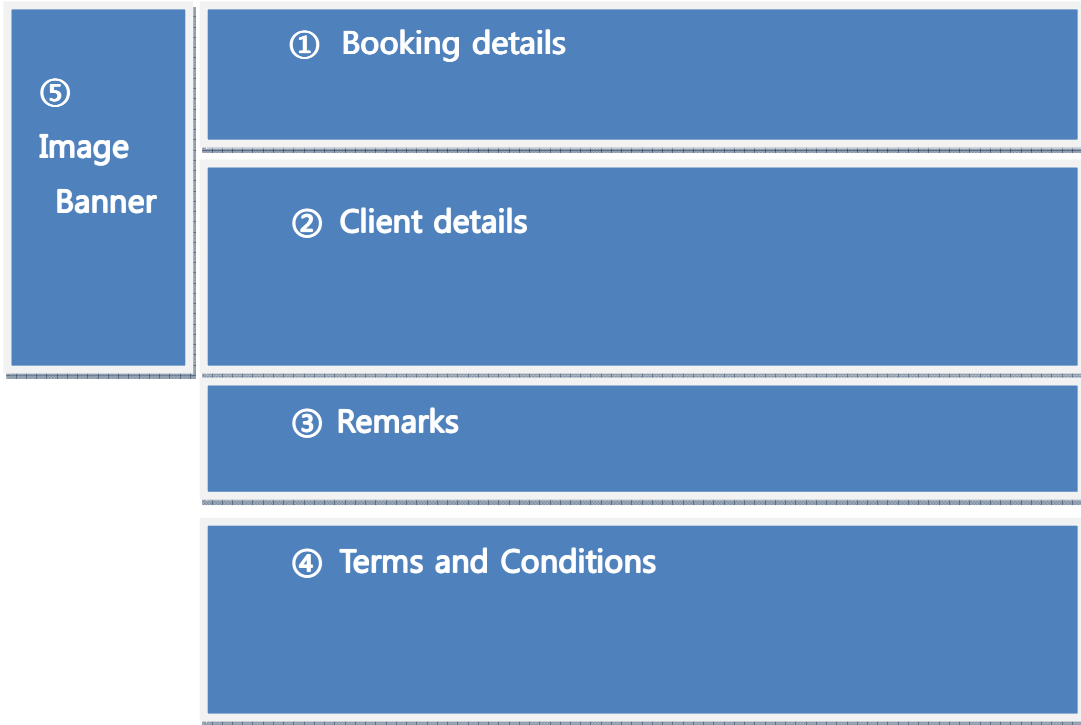 ① Booking details
⑤
Image
Banner
② Client details
③ Remarks
④ Terms and Conditions